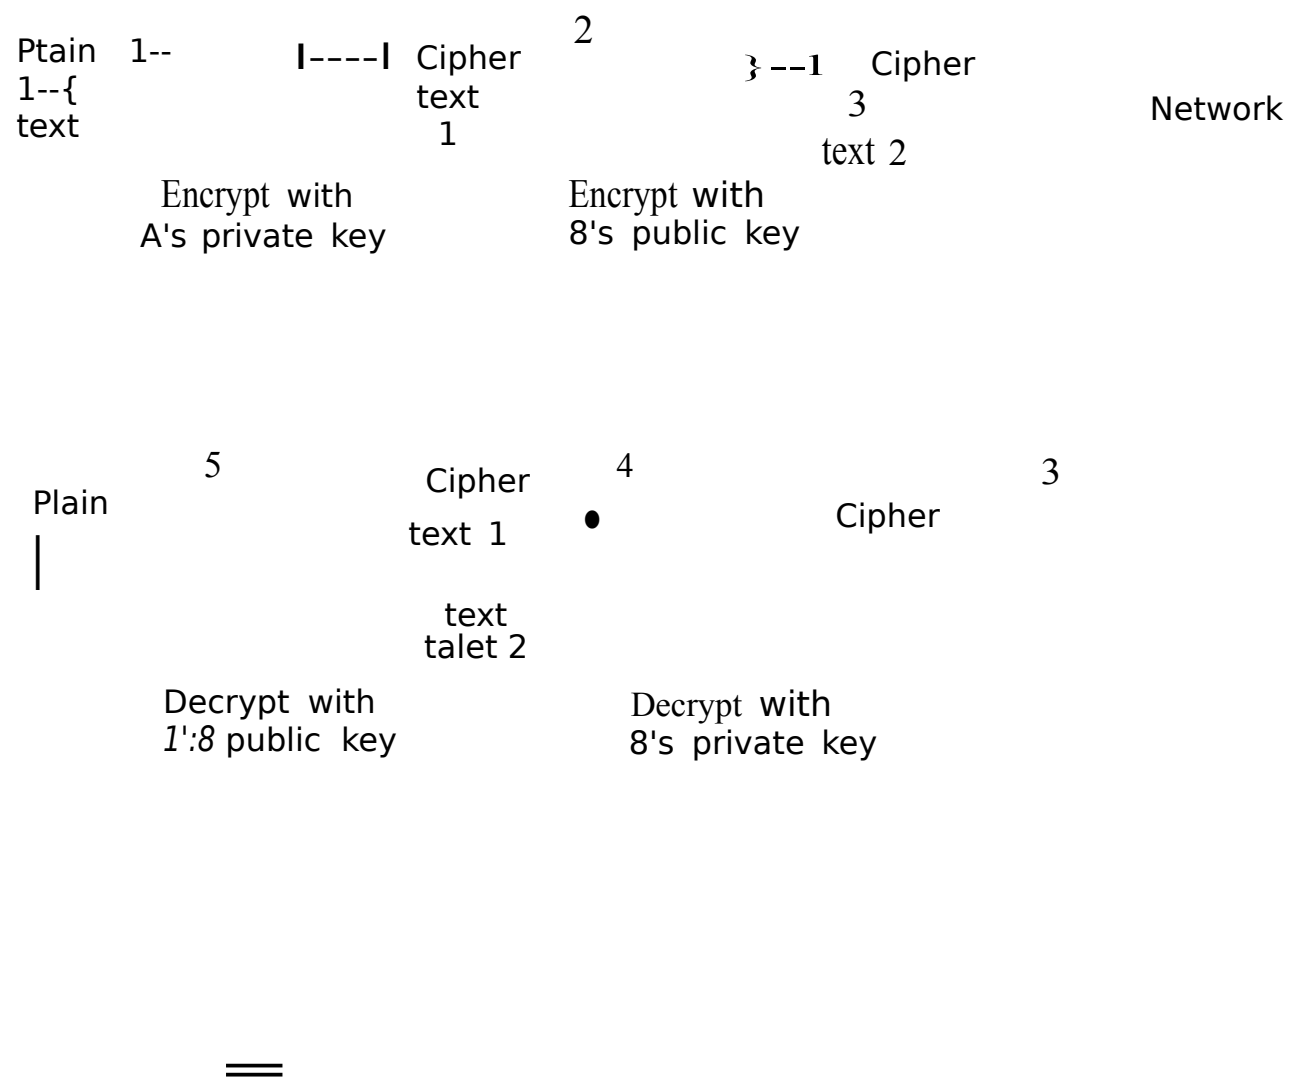 2
Ptain 1-- I----I Cipher }--1 Cipher
1--{ text 3 Network
text 1 text 2
Encrypt with Encrypt with
A's private key 8's public key
5 Cipher 4 3
Plain text 1 • Cipher
|
text
talet 2
Decrypt with Decrypt with
1':8 public key 8's private key